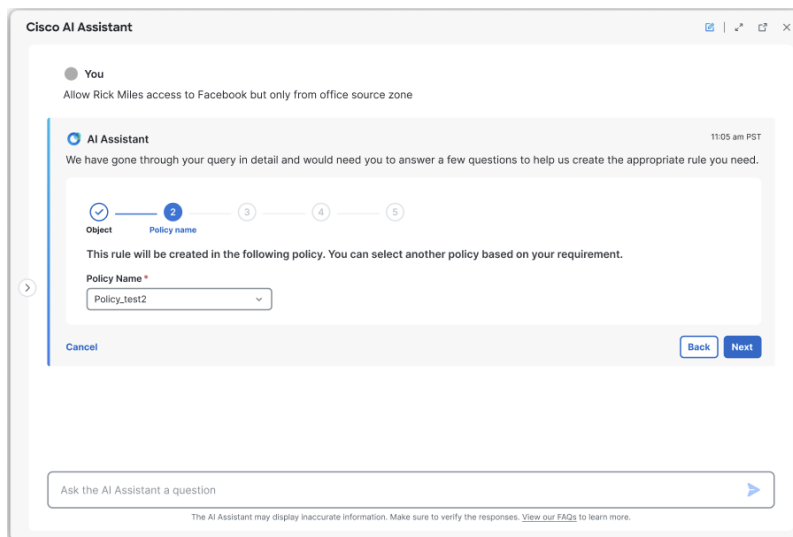 Cisco AI Assistant
You
Allow Rick Miles access to Facebook but only from office source zone
AI Assistant
11:05 am PST
We have gone through your query in detail and would need you to answer a few questions to help us create the appropriate rule you need.
2 3 4 5
Object Policy name
This rule will be created in the following policy. You can select another policy based on your requirement.
Policy Name *
Policy_test2
Cancel
Back Next
Ask the AI Assistant a question
The AI Assistant may display inaccurate information. Make sure to verify the responses. View our FAQs to learn more.